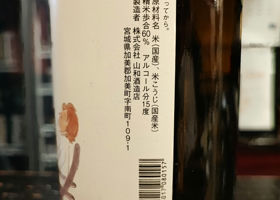 ってから。
原材料名 米(国産)、米こうじ(国産米)
精米歩合60% アルコール分15度
製造者 株式会社 山和酒造店
宮城県加美郡加美町字南町109-1